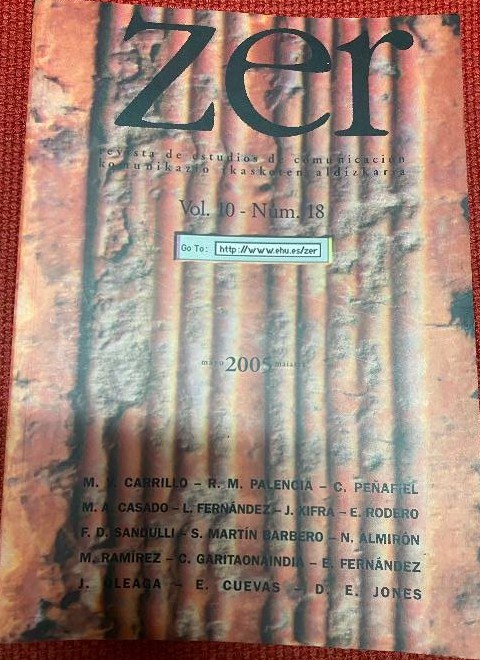 zer
revista de estudios de comunicación
komunikazio ikasketen aldizkaria
Vol. 10 - Núm. 18
Go To: http://www.ehu.es/zer
mayo 2005 maiatza
M. V. CARRILLO – R. M. PALENCIA – C. PEÑAFIEL
M. A. CASADO – L. FERNÁNDEZ – J. XIFRA – E. RODERO
F. D. SANDULLI – S. MARTÍN BARBERO – N. ALMIRÓN
M. RAMÍREZ – C. GARITAONAINDIA – E. FERNÁNDEZ
J. OLEAGA – E. CUEVAS – D. E. JONES